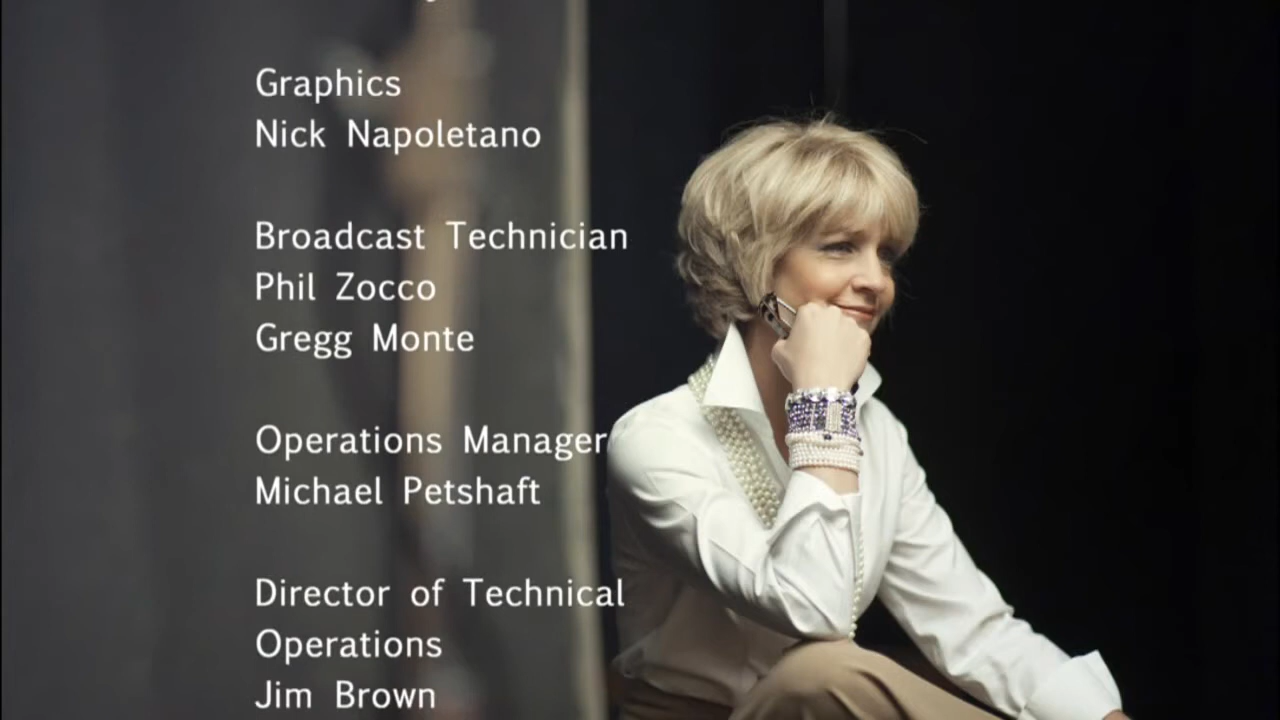 Graphics
Nick Napoletano
Broadcast Technician
Phil Zocco
Gregg Monte
Operations Manager
Michael Petshaft
Director of Technical
Operations
Jim Brown